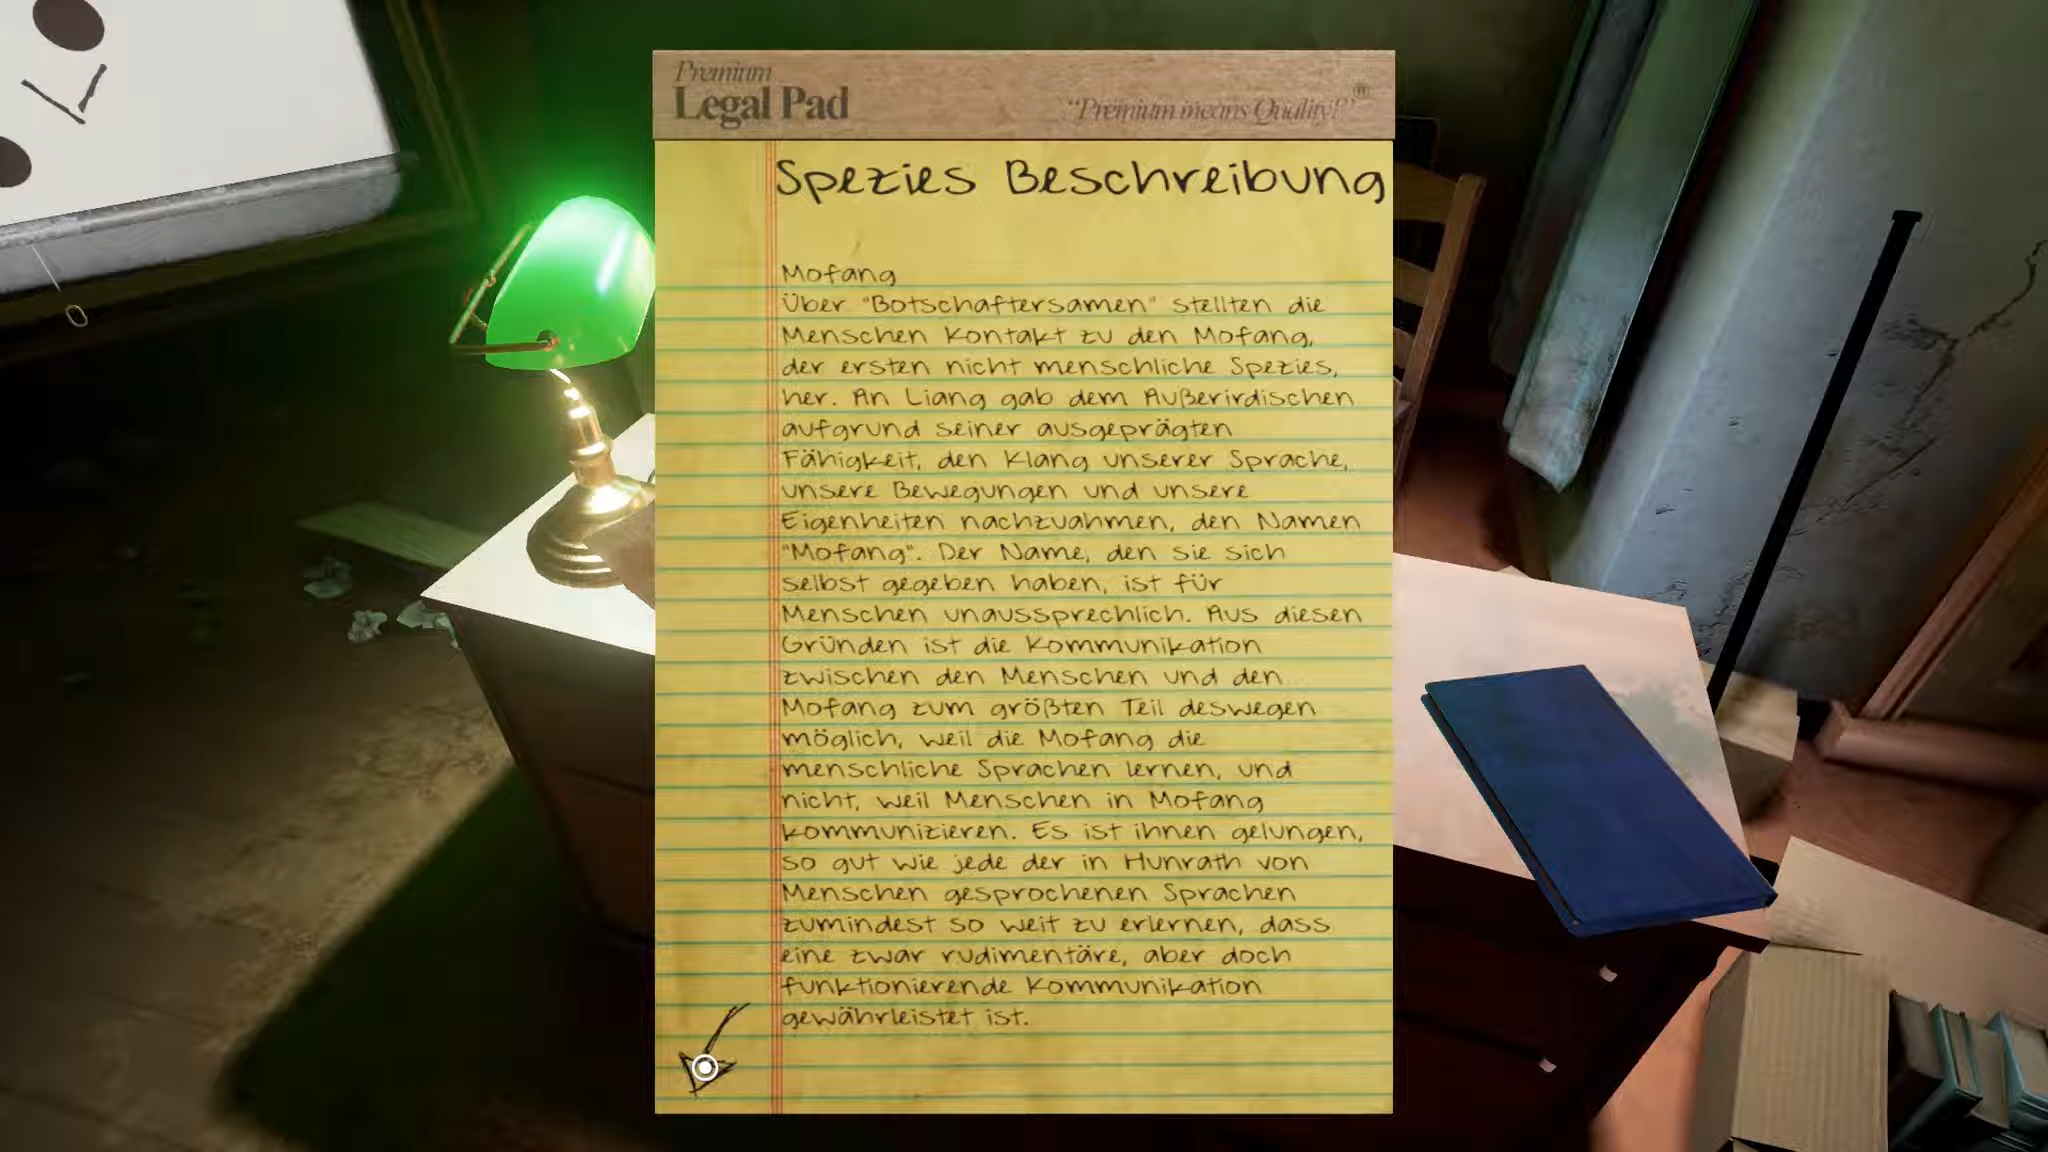 Premium
Legal Pad
"Premium means Quality!" ®
Spezies Beschreibung
Mofang
Über "Botschaftersamen" stellten die
Menschen Kontakt zu den Mofang,
der ersten nicht menschliche Spezies,
her. An Liang gab dem Außerirdischen
aufgrund seiner ausgeprägten
Fähigkeit, den Klang unserer Sprache,
unsere Bewegungen und unsere
Eigenheiten nachzuahmen, den Namen
"Mofang". Der Name, den sie sich
selbst gegeben haben, ist für
Menschen unaussprechlich. Aus diesen
Gründen ist die Kommunikation
zwischen den Menschen und den
Mofang zum größten Teil deswegen
möglich, weil die Mofang die
menschliche Sprachen lernen, und
nicht, weil Menschen in Mofang
kommunizieren. Es ist ihnen gelungen,
so gut wie jede der in Hunrath von
Menschen gesprochenen Sprachen
zumindest so weit zu erlernen, dass
eine zwar rudimentäre, aber doch
funktionierende Kommunikation
gewährleistet ist.